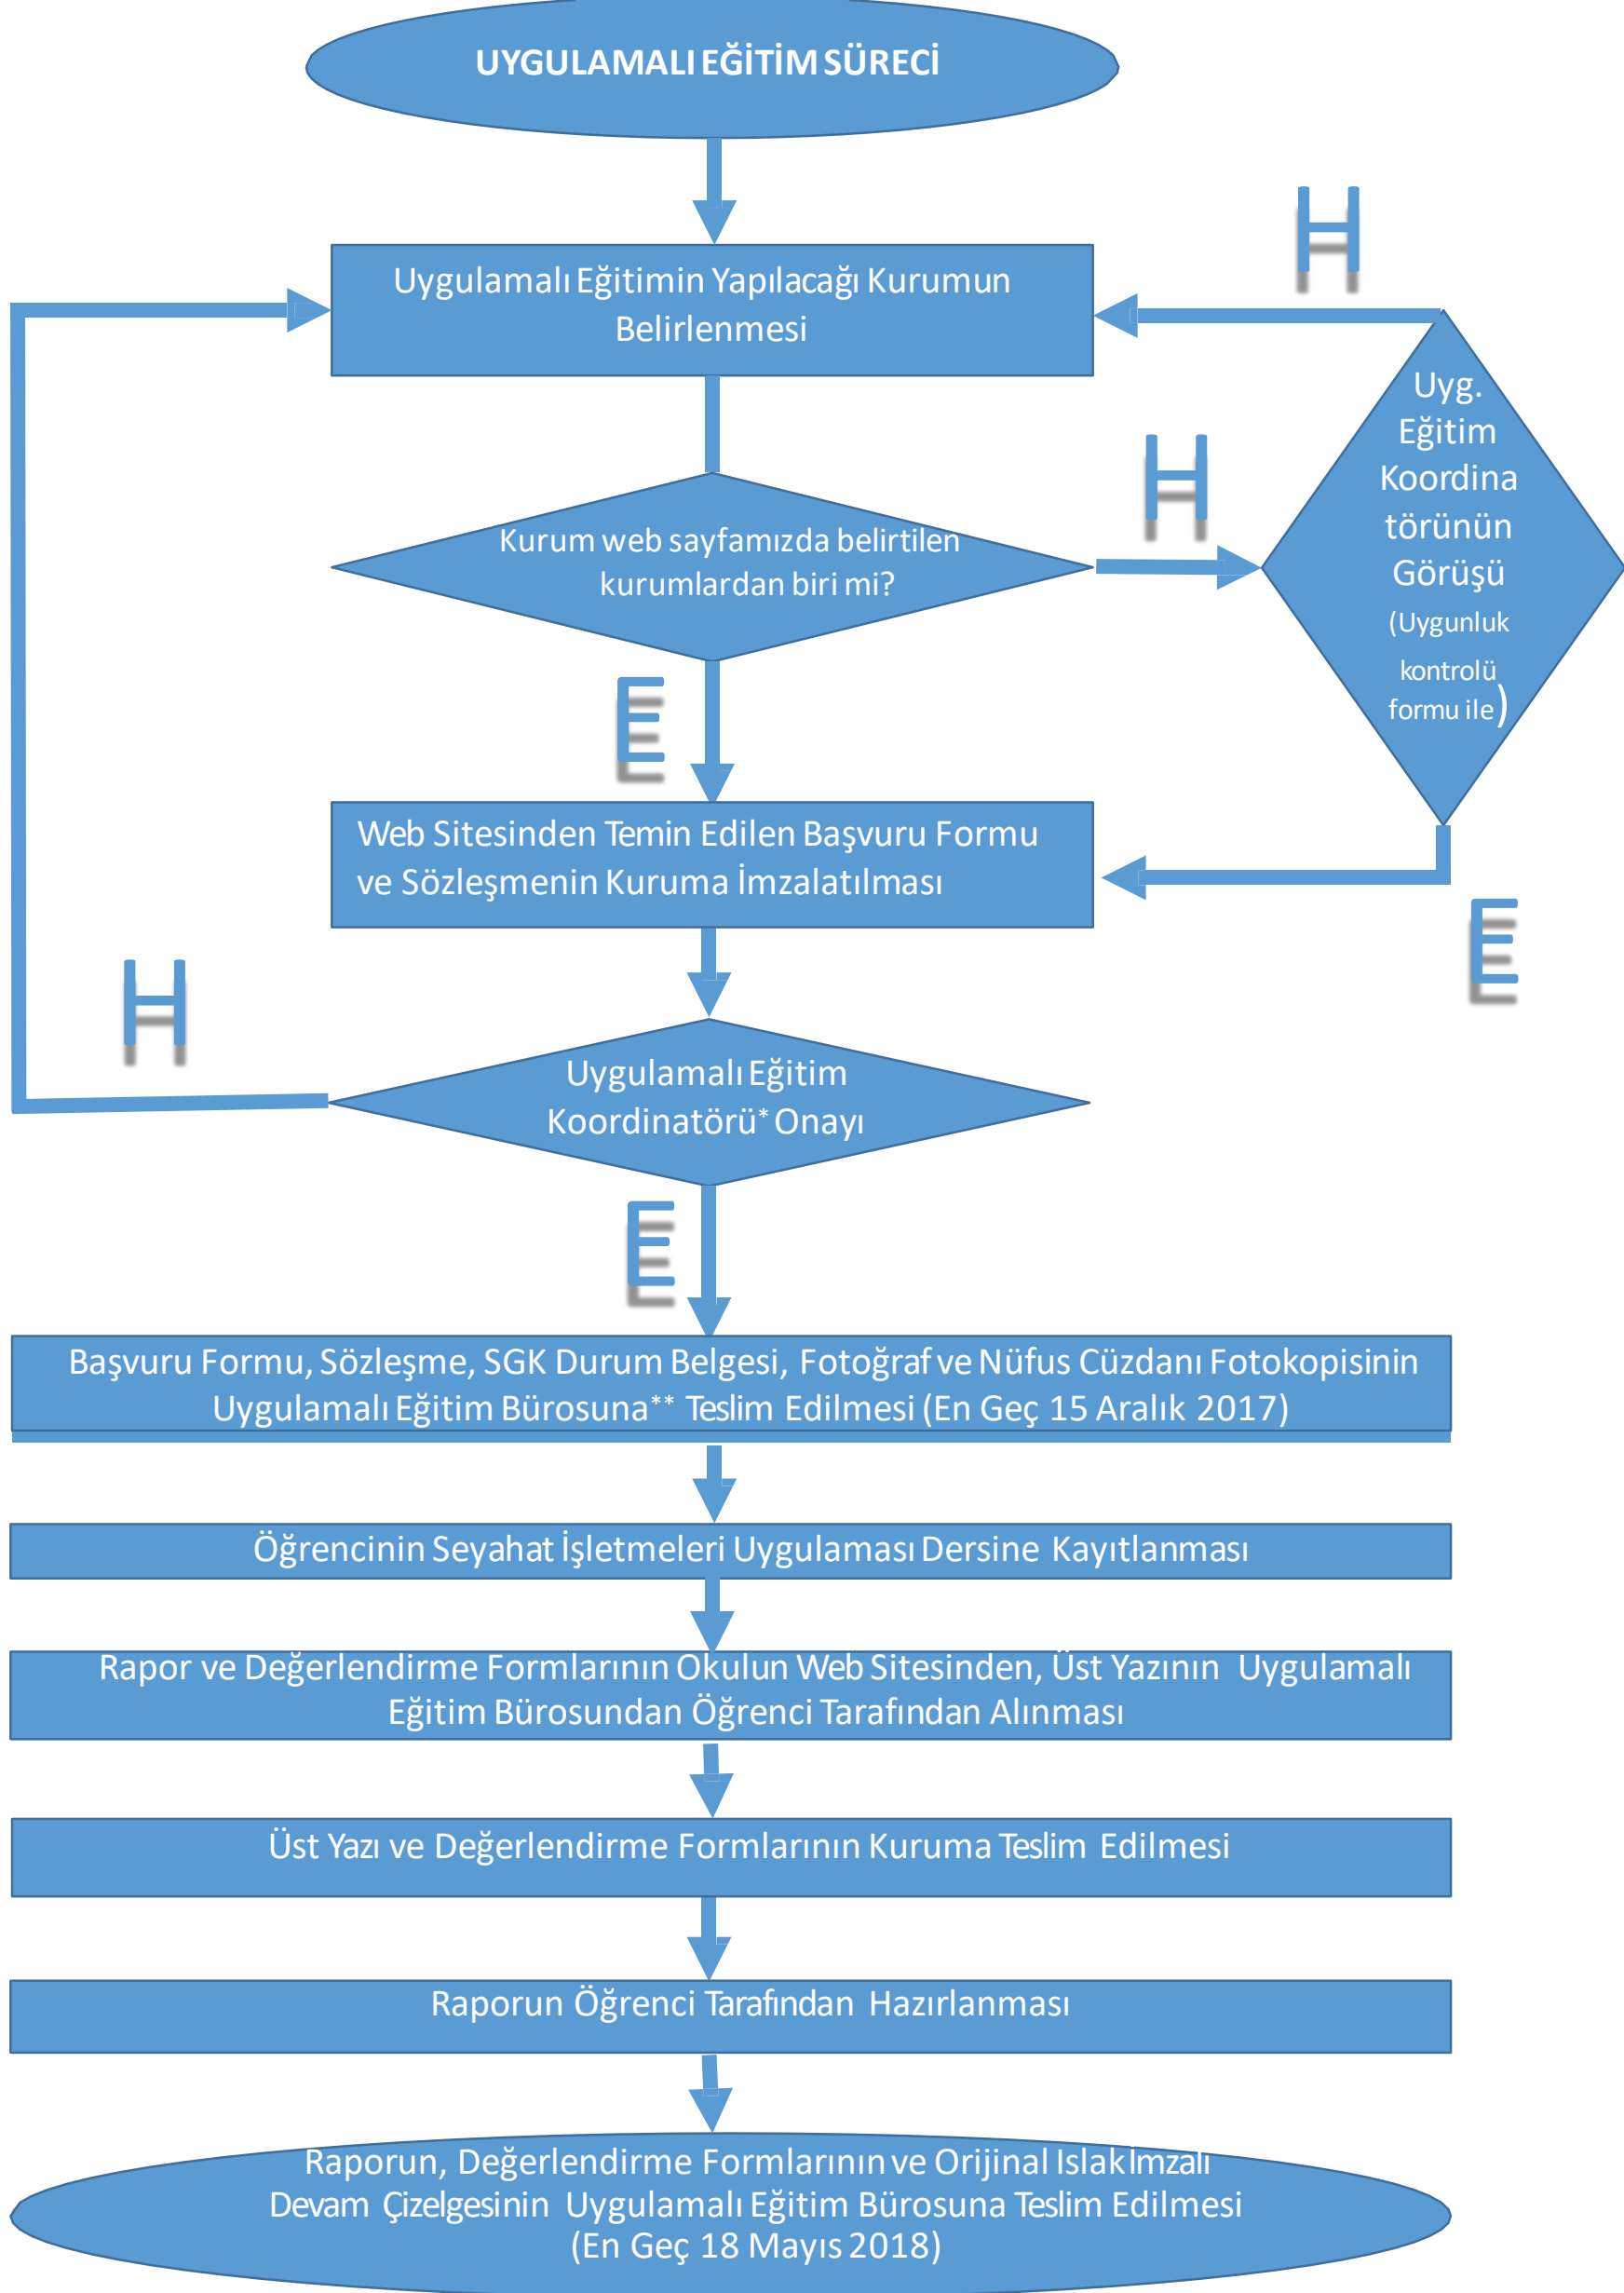 UYGULAMALI EĞİTİM SÜRECİ
H
Uygulamalı Eğitimin Yapılacağı Kurumun
Belirlenmesi
Uyg.
Eğitim
Koordina
törünün
Görüşü
(Uygunluk
kontrolü
formu ile)
H
Kurum web sayfamızda belirtilen
kurumlardan biri mi?
E
Web Sitesinden Temin Edilen Başvuru Formu
ve Sözleşmenin Kuruma İmzalatılması
E
H
Uygulamalı Eğitim
Koordinatörü* Onayı
E
Başvuru Formu, Sözleşme, SGK Durum Belgesi, Fotoğraf ve Nüfus Cüzdanı Fotokopisinin
Uygulamalı Eğitim Bürosuna** Teslim Edilmesi (En Geç 15 Aralık 2017)
Öğrencinin Seyahat İşletmeleri Uygulaması Dersine Kayıtlanması
Rapor ve Değerlendirme Formlarının Okulun Web Sitesinden, Üst Yazının Uygulamalı
Eğitim Bürosundan Öğrenci Tarafından Alınması
Üst Yazı ve Değerlendirme Formlarının Kuruma Teslim Edilmesi
Raporun Öğrenci Tarafından Hazırlanması
Raporun, Değerlendirme Formlarının ve Orijinal Islak İmzalı
Devam Çizelgesinin Uygulamalı Eğitim Bürosuna Teslim Edilmesi
(En Geç 18 Mayıs 2018)